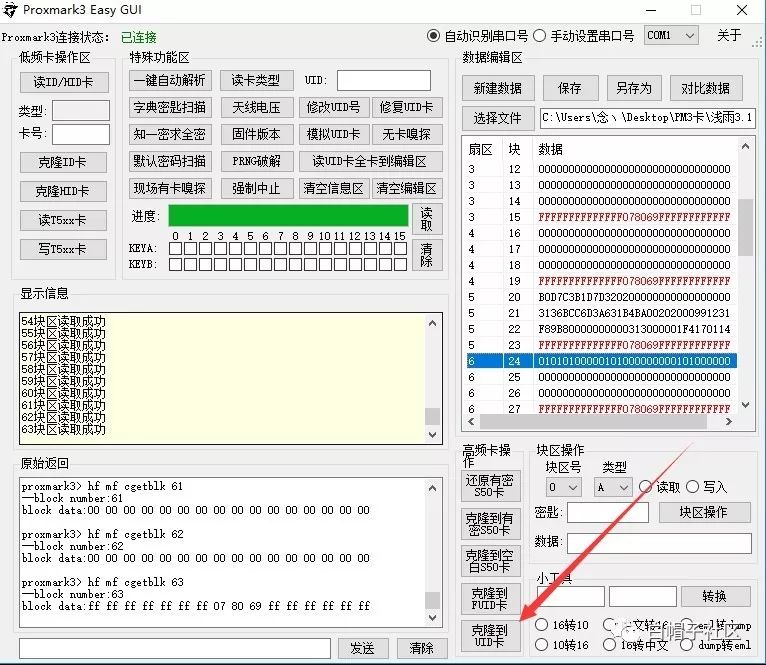 Proxmark3 Easy GUI
Proxmark3连接状态: 已连接
自动识别串口号 手动设置串口号 COM1 关于
低频卡操作区
读ID/HID卡
类型:
卡号:
克隆ID卡
克隆HID卡
读T5xx卡
写T5xx卡
特殊功能区
一键自动解析 读卡类型 UID:
字典密匙扫描 天线电压 修改UID号 修复UID卡
知一密求全密 固件版本 模拟UID卡 无卡嗅探
默认密码扫描 PRNG破解 读UID卡全卡到编辑区
现场有卡嗅探 强制中止 清空信息区 清空编辑区
进度: 读取
0 1 2 3 4 5 6 7 8 9 10 11 12 13 14 15
KEYA:
KEYB:
清除
数据编辑区
新建数据 保存 另存为 对比数据
选择文件 C:\Users\念ヽ\Desktop\PM3卡\浅雨3.1
扇区 块 数据
3 12 00000000000000000000000000
3 13 00000000000000000000000000
3 14 00000000000000000000000000
3 15 FFFFFFFFFFFFF078069FFFFFFFFFFFF
4 16 00000000000000000000000000
4 17 00000000000000000000000000
4 18 00000000000000000000000000
4 19 FFFFFFFFFFFFF078069FFFFFFFFFFFF
5 20 B0D7C3B1D7D3202000000000000000
5 21 3136BCC6D3A631B4BA00202000991231
5 22 F89B80000000000313000001F4170114
5 23 FFFFFFFFFFFFF078069FFFFFFFFFFFF
6 24 01010100000101000000000101000000
6 25 00000000000000000000000000
6 26 00000000000000000000000000
6 27 FFFFFFFFFFFFF078069FFFFFFFFFFFF
显示信息
54块区读取成功
55块区读取成功
56块区读取成功
57块区读取成功
58块区读取成功
59块区读取成功
60块区读取成功
61块区读取成功
62块区读取成功
63块区读取成功
原始返回
proxmark3> hf mf cgetblk 61
--block number:61
block data:00 00 00 00 00 00 00 00 00 00 00 00 00 00 00 00
proxmark3> hf mf cgetblk 62
--block number:62
block data:00 00 00 00 00 00 00 00 00 00 00 00 00 00 00 00
proxmark3> hf mf cgetblk 63
--block number:63
block data:ff ff ff ff ff ff 07 80 69 ff ff ff ff ff ff ff
发送 清除
高频卡操作
还原有密S50卡
克隆到有密S50卡
克隆到空白S50卡
克隆到FUID卡
克隆到UID卡
块区操作
块区号 类型
0 A 读取 写入
密匙: 块区操作
数据:
小工具
转换
16转10 文转16 eml转dump
10转16 16转中文 dump转eml
白帽子社区